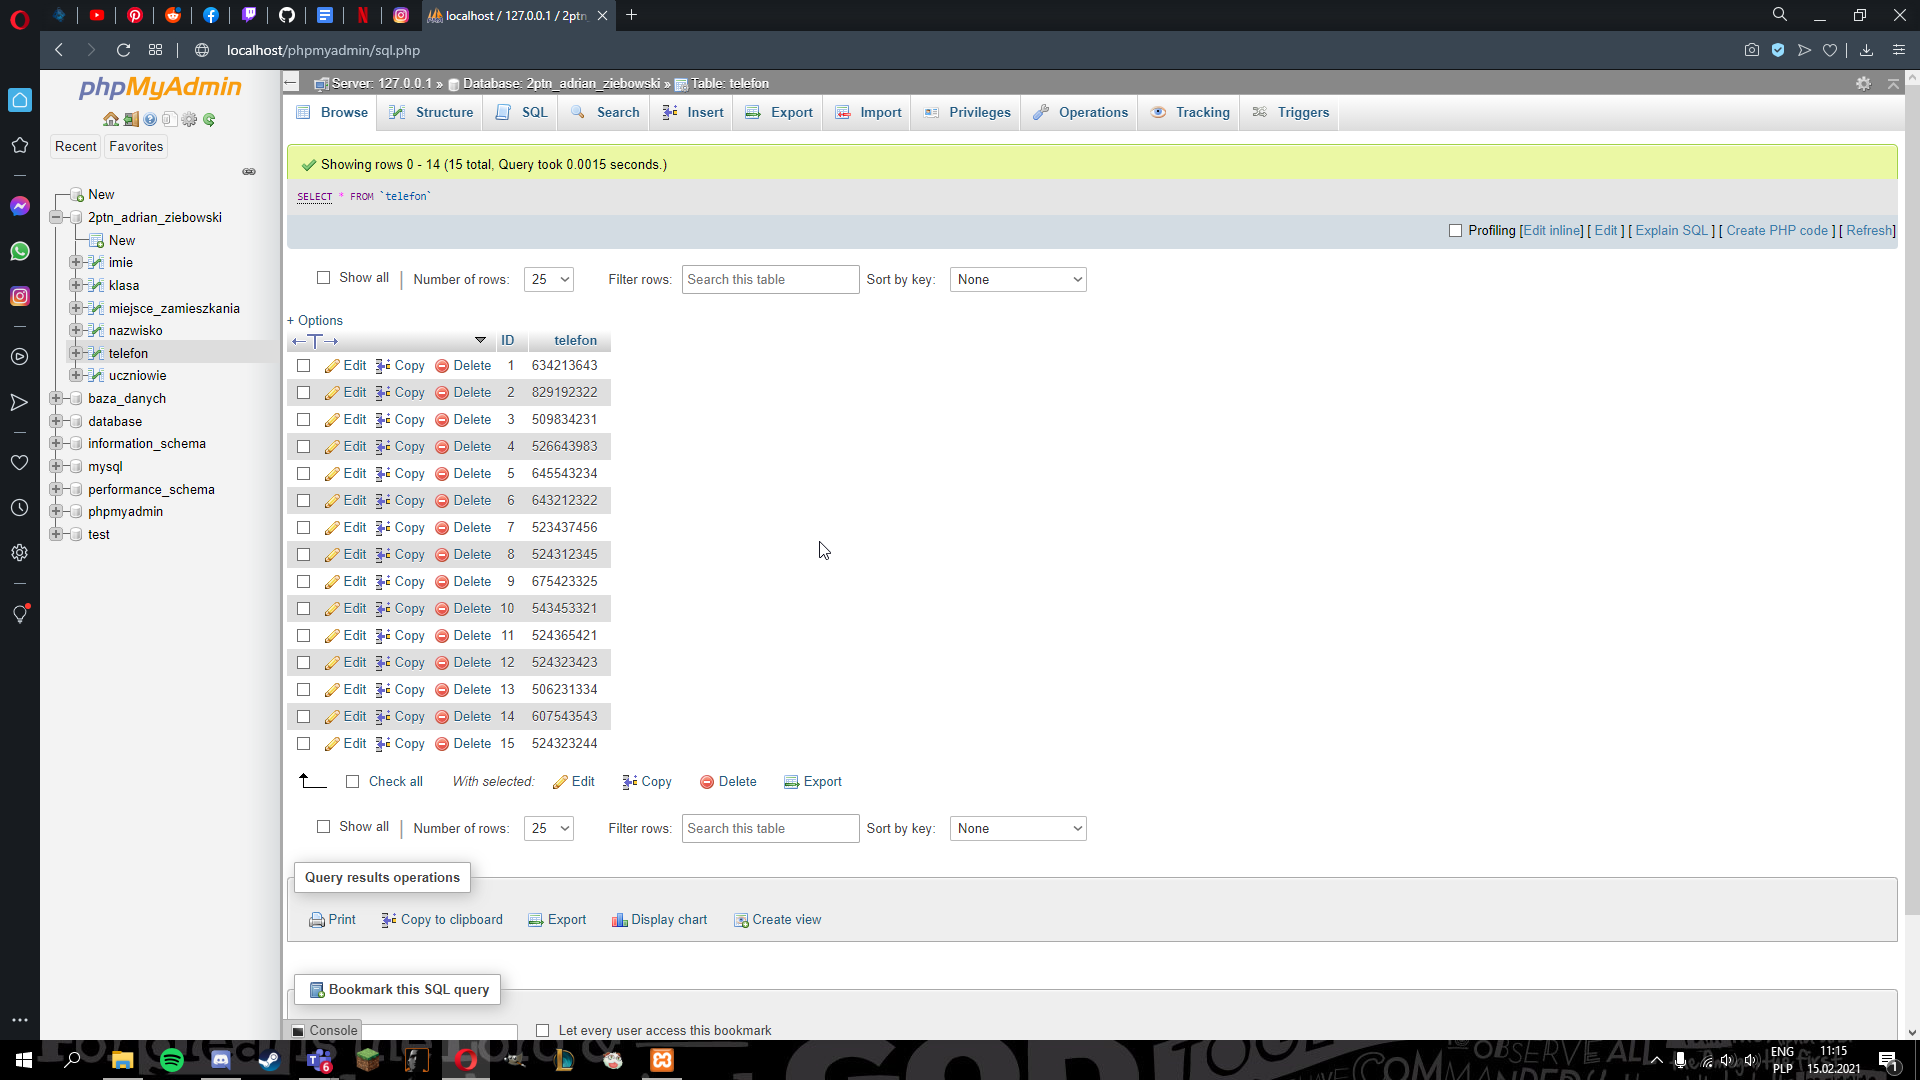 localhost / 127.0.0.1 / 2ptn
localhost/phpmyadmin/sql.php
phpMyAdmin
Recent Favorites
New
2ptn_adrian_ziebowski
New
imie
klasa
miejsce_zamieszkania
nazwisko
telefon
uczniowie
baza_danych
database
information_schema
mysql
performance_schema
phpmyadmin
test
Server: 127.0.0.1 » Database: 2ptn_adrian_ziebowski » Table: telefon
Browse Structure SQL Search Insert Export Import Privileges Operations Tracking Triggers
Showing rows 0 - 14 (15 total, Query took 0.0015 seconds.)
SELECT * FROM `telefon`
Profiling [Edit inline] [ Edit ] [ Explain SQL ] [ Create PHP code ] [ Refresh]
Show all | Number of rows: 25 Filter rows: Search this table Sort by key: None
+ Options
←T→ ID telefon
Edit Copy Delete 1 634213643
Edit Copy Delete 2 829192322
Edit Copy Delete 3 509834231
Edit Copy Delete 4 526643983
Edit Copy Delete 5 645543234
Edit Copy Delete 6 643212322
Edit Copy Delete 7 523437456
Edit Copy Delete 8 524312345
Edit Copy Delete 9 675423325
Edit Copy Delete 10 543453321
Edit Copy Delete 11 524365421
Edit Copy Delete 12 524323423
Edit Copy Delete 13 506231334
Edit Copy Delete 14 607543543
Edit Copy Delete 15 524323244
Check all With selected: Edit Copy Delete Export
Show all | Number of rows: 25 Filter rows: Search this table Sort by key: None
Query results operations
Print Copy to clipboard Export Display chart Create view
Bookmark this SQL query
Console Let every user access this bookmark
OBSERVE ALL
6
ENG 11:15
PLP 15.02.2021
1